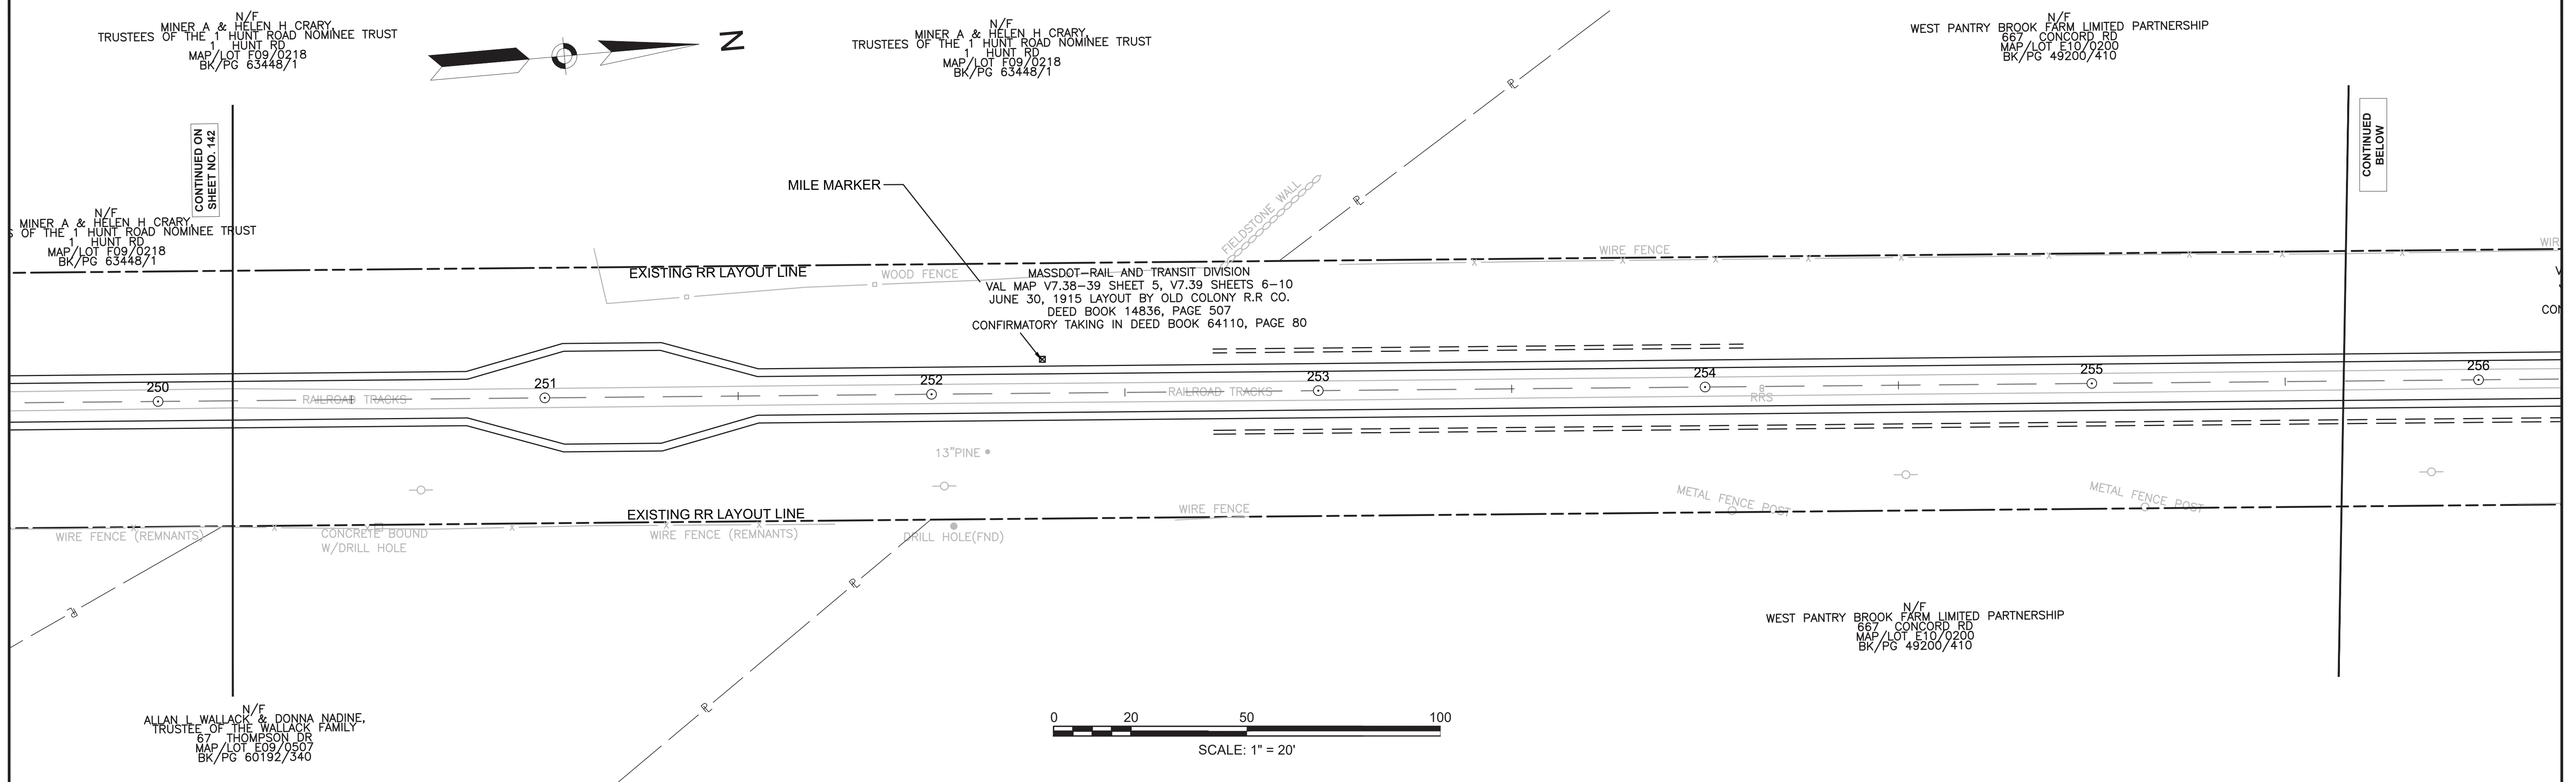 N/F
MINER A & HELEN H CRARY,
TRUSTEES OF THE 1 HUNT ROAD NOMINEE TRUST
1 HUNT RD
MAP/LOT F09/0218
BK/PG 63448/1
N
N/F
MINER A & HELEN H CRARY,
TRUSTEES OF THE 1 HUNT ROAD NOMINEE TRUST
1 HUNT RD
MAP/LOT F09/0218
BK/PG 63448/1
N/F
WEST PANTRY BROOK FARM LIMITED PARTNERSHIP
667 CONCORD RD
MAP/LOT E10/0200
BK/PG 49200/410
CONTINUED ON
SHEET NO. 142
CONTINUED
BELOW
MILE MARKER
N/F
MINER A & HELEN H CRARY,
S OF THE 1 HUNT ROAD NOMINEE TRUST
1 HUNT RD
MAP/LOT F09/0218
BK/PG 63448/1
FIELDSTONE WALL
WIRE FENCE
WIR
EXISTING RR LAYOUT LINE
WOOD FENCE
MASSDOT-RAIL AND TRANSIT DIVISION
VAL MAP V7.38-39 SHEET 5, V7.39 SHEETS 6-10
JUNE 30, 1915 LAYOUT BY OLD COLONY R.R CO.
DEED BOOK 14836, PAGE 507
CONFIRMATORY TAKING IN DEED BOOK 64110, PAGE 80
V
CON
250
251
252
253
254
255
256
RAILROAD TRACKS
RAILROAD TRACKS
8
RRS
13"PINE
EXISTING RR LAYOUT LINE
WIRE FENCE
METAL FENCE POST
METAL FENCE POST
WIRE FENCE (REMNANTS)
CONCRETE BOUND
W/DRILL HOLE
WIRE FENCE (REMNANTS)
DRILL HOLE(FND)
N/F
WEST PANTRY BROOK FARM LIMITED PARTNERSHIP
667 CONCORD RD
MAP/LOT E10/0200
BK/PG 49200/410
N/F
ALLAN L WALLACK & DONNA NADINE,
TRUSTEE OF THE WALLACK FAMILY
67 THOMPSON DR
MAP/LOT E09/0507
BK/PG 60192/340
0 20 50 100
SCALE: 1" = 20'